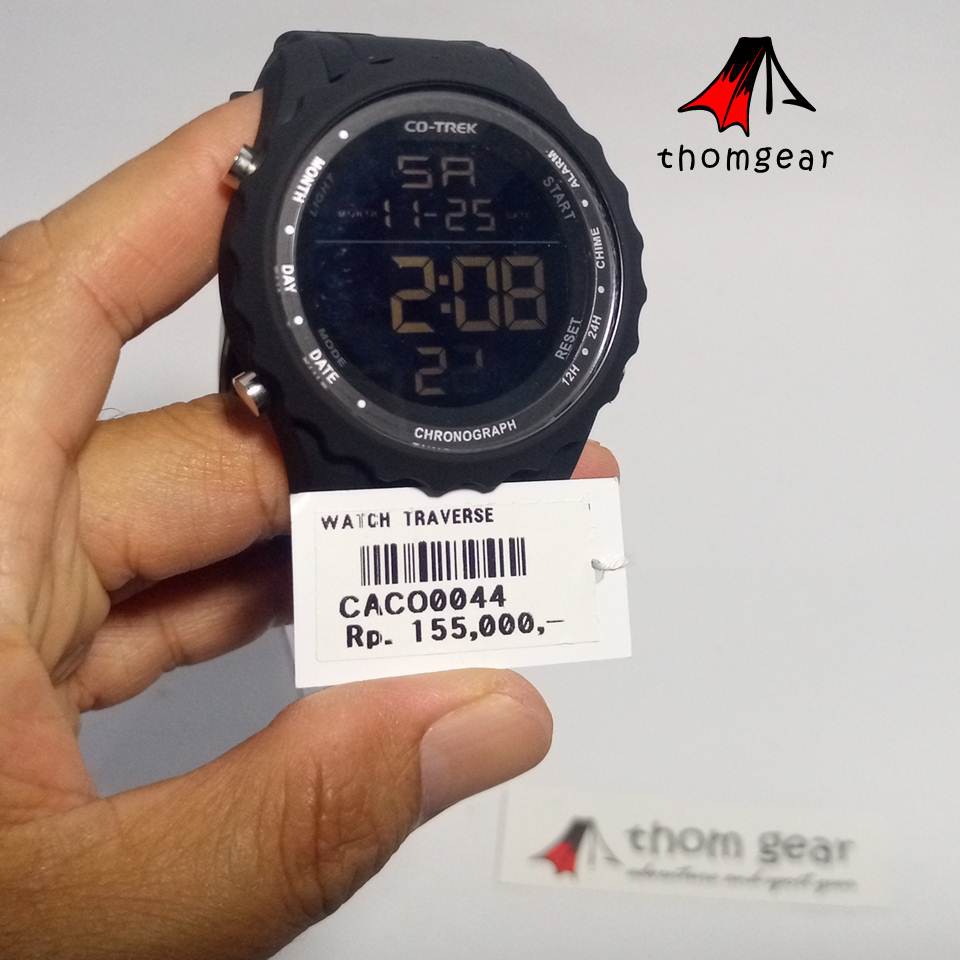 thomgear
CO-TREK
SA
MONTH 11-25 DATE
2:08
LIGHT
MONTH
DAY
MODE
DATE
ALARM
START
CHIME
24H
RESET
12H
CHRONOGRAPH
WATCH TRAVERSE
CACO0044
Rp. 155,000,-
thom gear